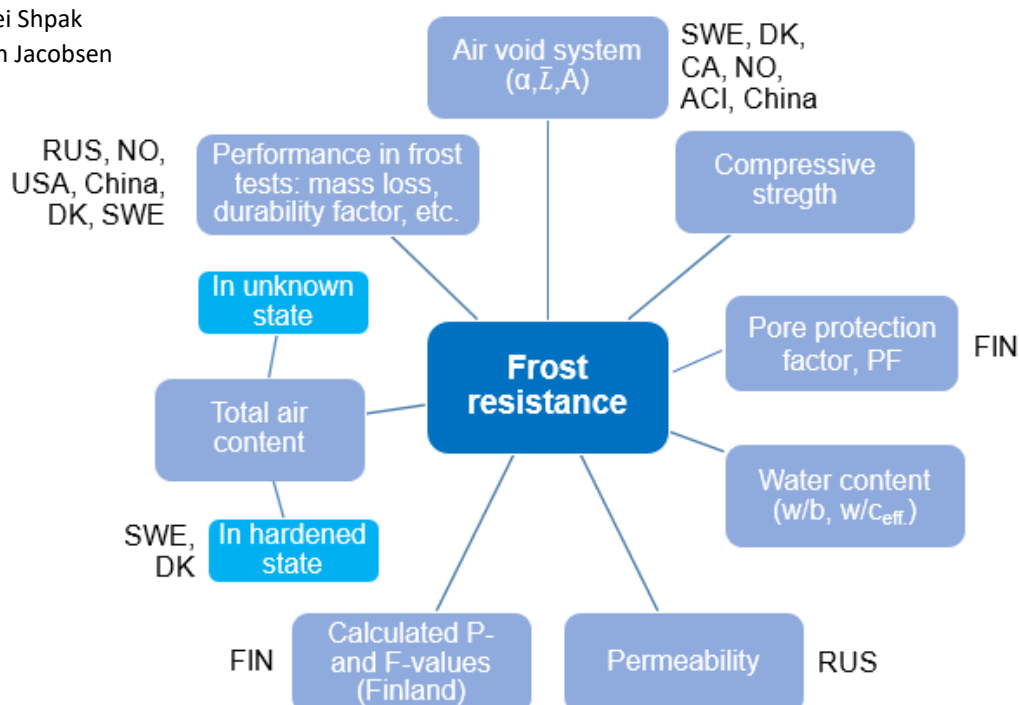 ei Shpak
n Jacobsen
Air void system
(α,L̅,A)
SWE, DK,
CA, NO,
ACI, China
RUS, NO,
USA, China,
DK, SWE
Performance in frost
tests: mass loss,
durability factor, etc.
Compressive
stregth
In unknown
state
Frost
resistance
Pore protection
factor, PF
FIN
Total air
content
Water content
(w/b, w/c_eff.)
SWE,
DK
In hardened
state
FIN
Calculated P-
and F-values
(Finland)
Permeability
RUS